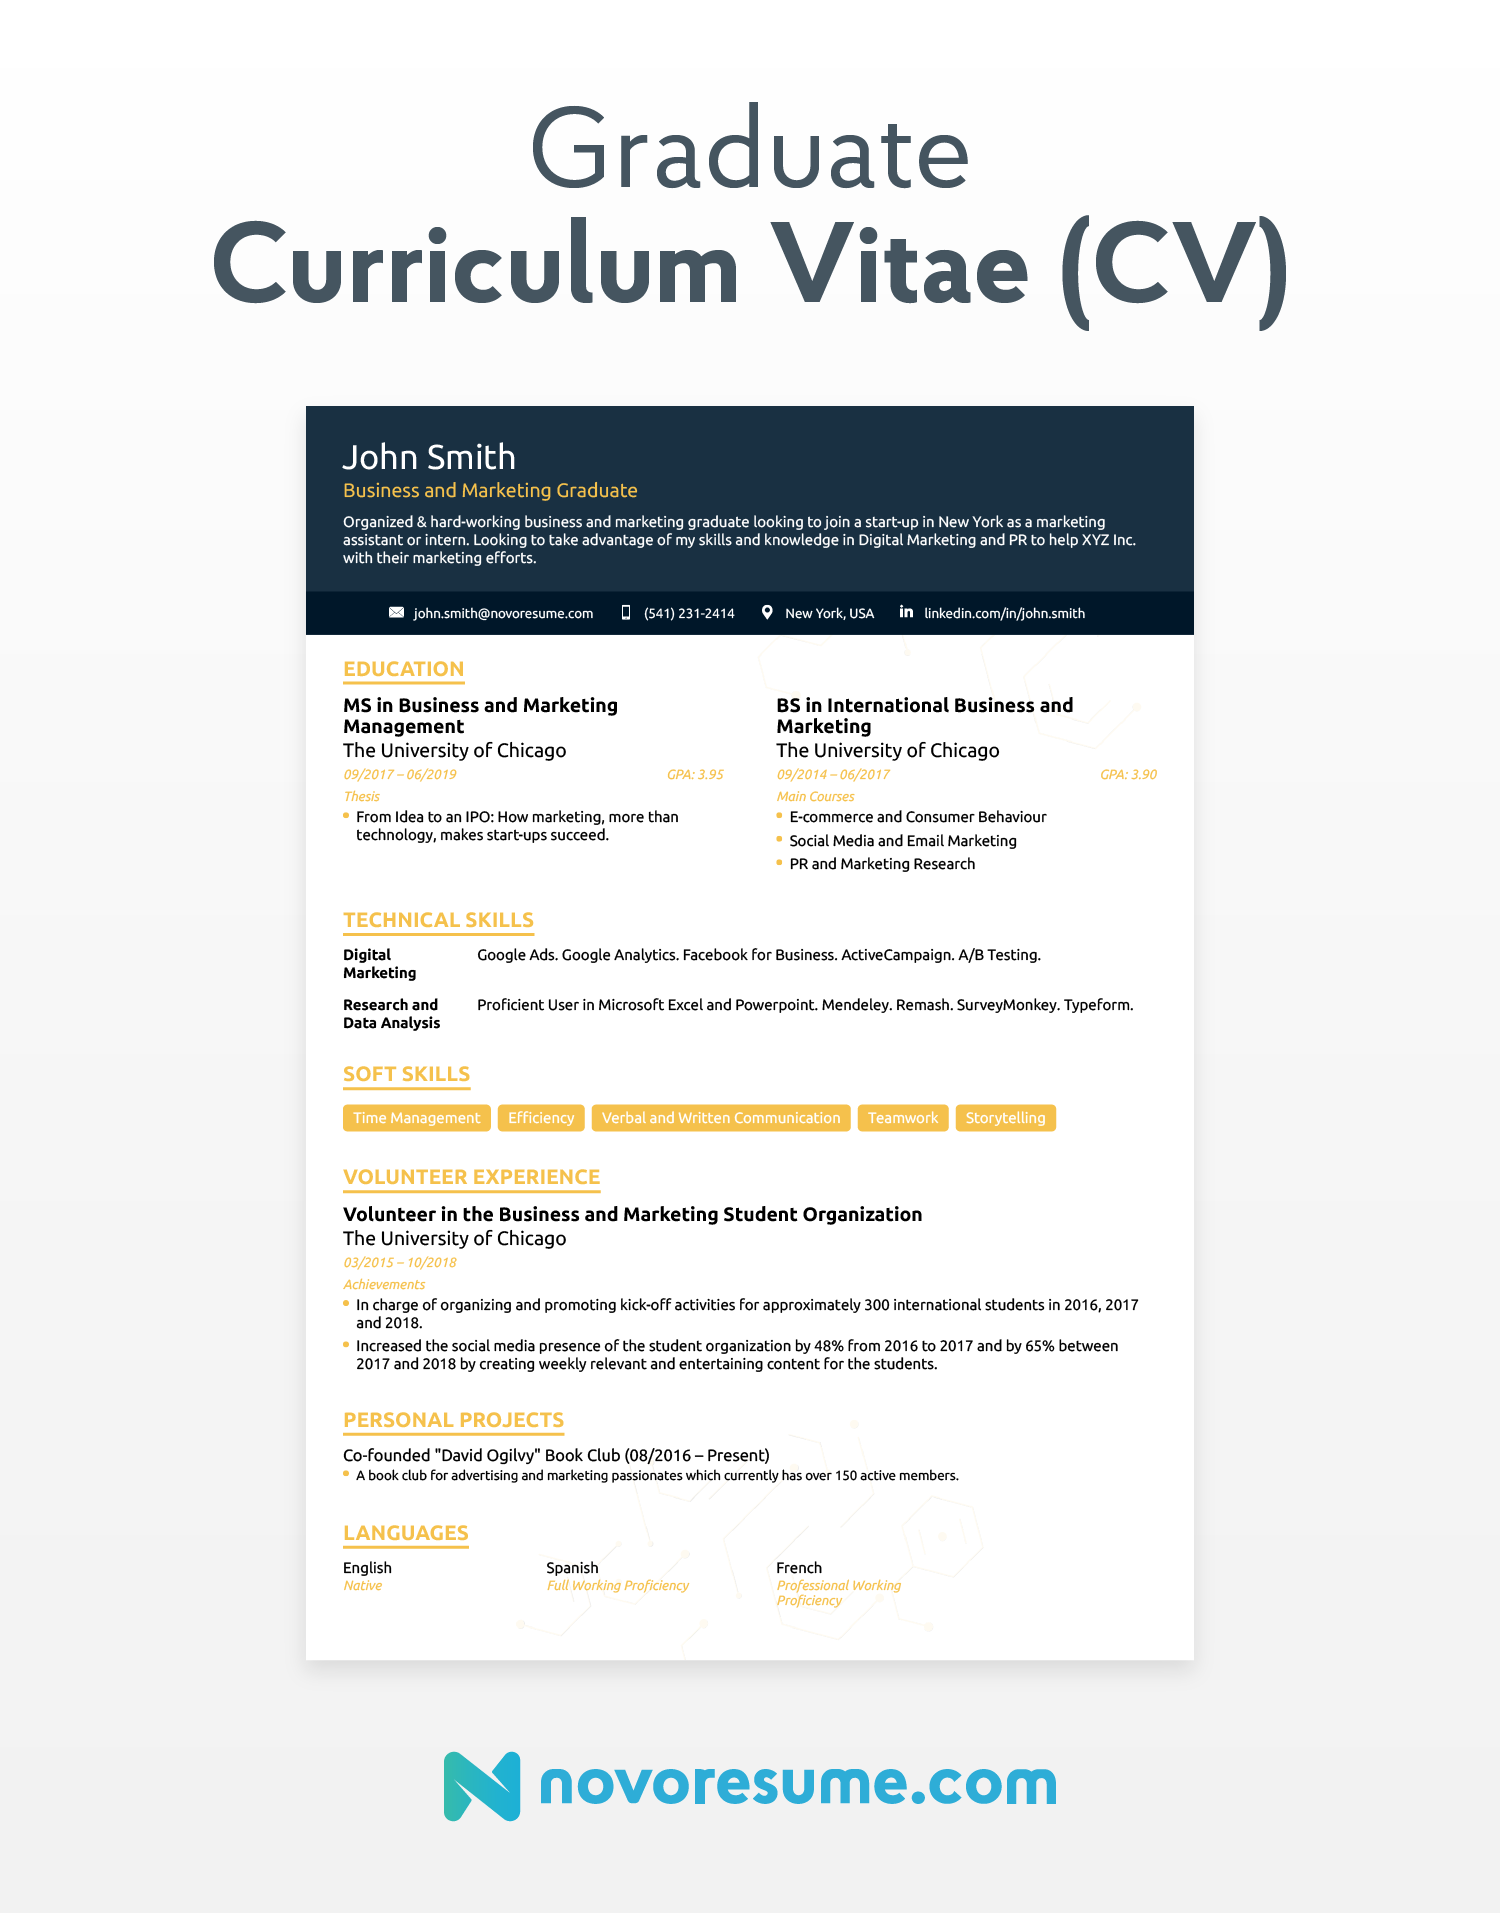 Graduate
Curriculum Vitae (CV)
John Smith
Business and Marketing Graduate
Organized & hard-working business and marketing graduate looking to join a start-up in New York as a marketing
assistant or intern. Looking to take advantage of my skills and knowledge in Digital Marketing and PR to help XYZ Inc.
with their marketing efforts.
john.smith@novoresume.com (541) 231-2414 New York, USA linkedin.com/in/john.smith
EDUCATION
MS in Business and Marketing
Management
The University of Chicago
09/2017 – 06/2019 GPA: 3.95
Thesis
• From Idea to an IPO: How marketing, more than
technology, makes start-ups succeed.
BS in International Business and
Marketing
The University of Chicago
09/2014 – 06/2017 GPA: 3.90
Main Courses
• E-commerce and Consumer Behaviour
• Social Media and Email Marketing
• PR and Marketing Research
TECHNICAL SKILLS
Digital
Marketing
Google Ads. Google Analytics. Facebook for Business. ActiveCampaign. A/B Testing.
Research and
Data Analysis
Proficient User in Microsoft Excel and Powerpoint. Mendeley. Remash. SurveyMonkey. Typeform.
SOFT SKILLS
Time Management Efficiency Verbal and Written Communication Teamwork Storytelling
VOLUNTEER EXPERIENCE
Volunteer in the Business and Marketing Student Organization
The University of Chicago
03/2015 – 10/2018
Achievements
• In charge of organizing and promoting kick-off activities for approximately 300 international students in 2016, 2017
and 2018.
• Increased the social media presence of the student organization by 48% from 2016 to 2017 and by 65% between
2017 and 2018 by creating weekly relevant and entertaining content for the students.
PERSONAL PROJECTS
Co-founded "David Ogilvy" Book Club (08/2016 – Present)
• A book club for advertising and marketing passionates which currently has over 150 active members.
LANGUAGES
English
Native
Spanish
Full Working Proficiency
French
Professional Working
Proficiency
novoresume.com